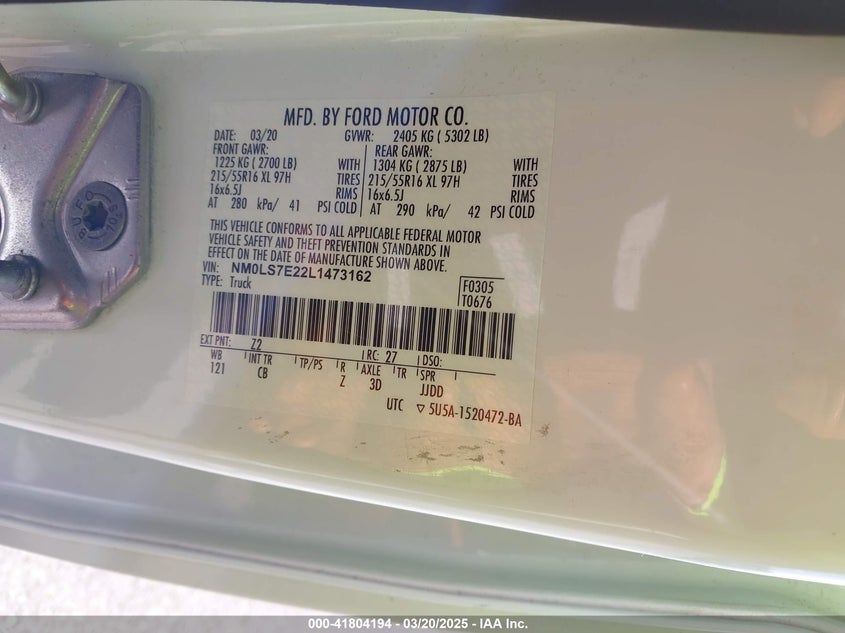 MFD. BY FORD MOTOR CO.
DATE: 03/20 GVWR: 2405 KG ( 5302 LB)
FRONT GAWR: REAR GAWR:
1225 KG ( 2700 LB) WITH 1304 KG ( 2875 LB) WITH
215/55R16 XL 97H TIRES 215/55R16 XL 97H TIRES
16x6.5J RIMS 16x6.5J RIMS
AT 280 kPa/ 41 PSI COLD AT 290 kPa/ 42 PSI COLD
THIS VEHICLE CONFORMS TO ALL APPLICABLE FEDERAL MOTOR
VEHICLE SAFETY AND THEFT PREVENTION STANDARDS IN
EFFECT ON THE DATE OF MANUFACTURE SHOWN ABOVE.
VIN: NM0LS7E22L1473162
TYPE: Truck
F0305
T0676
EXT PNT: Z2 RC: 27 DSO:
WB INT TR TP/PS R AXLE TR SPR
121 CB Z 3D JJDD
UTC ▽ 5U5A-1520472-BA
000-41804194 - 03/20/2025 - IAA Inc.